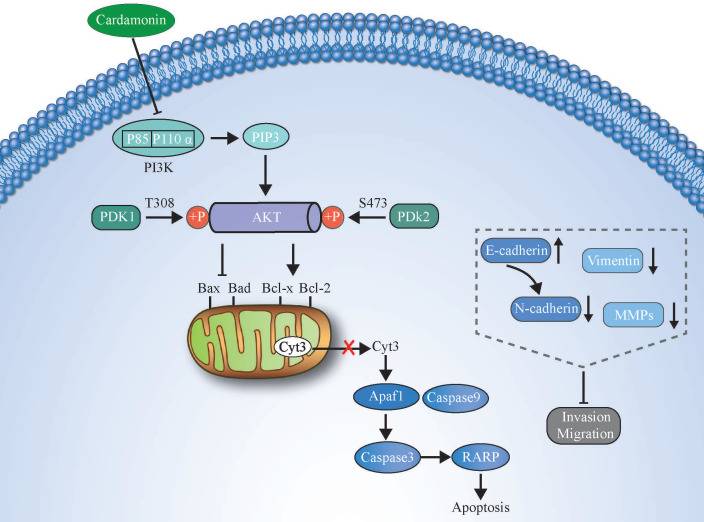 Cardamonin
P85 P110 α
PIP3
PI3K
PDK1
T308
+P
AKT
+P
S473
PDk2
Bax Bad Bcl-x Bcl-2
Cyt3
Cyt3
Apaf1
Caspase9
Caspase3
RARP
Apoptosis
E-cadherin
Vimentin
N-cadherin
MMPs
Invasion
Migration